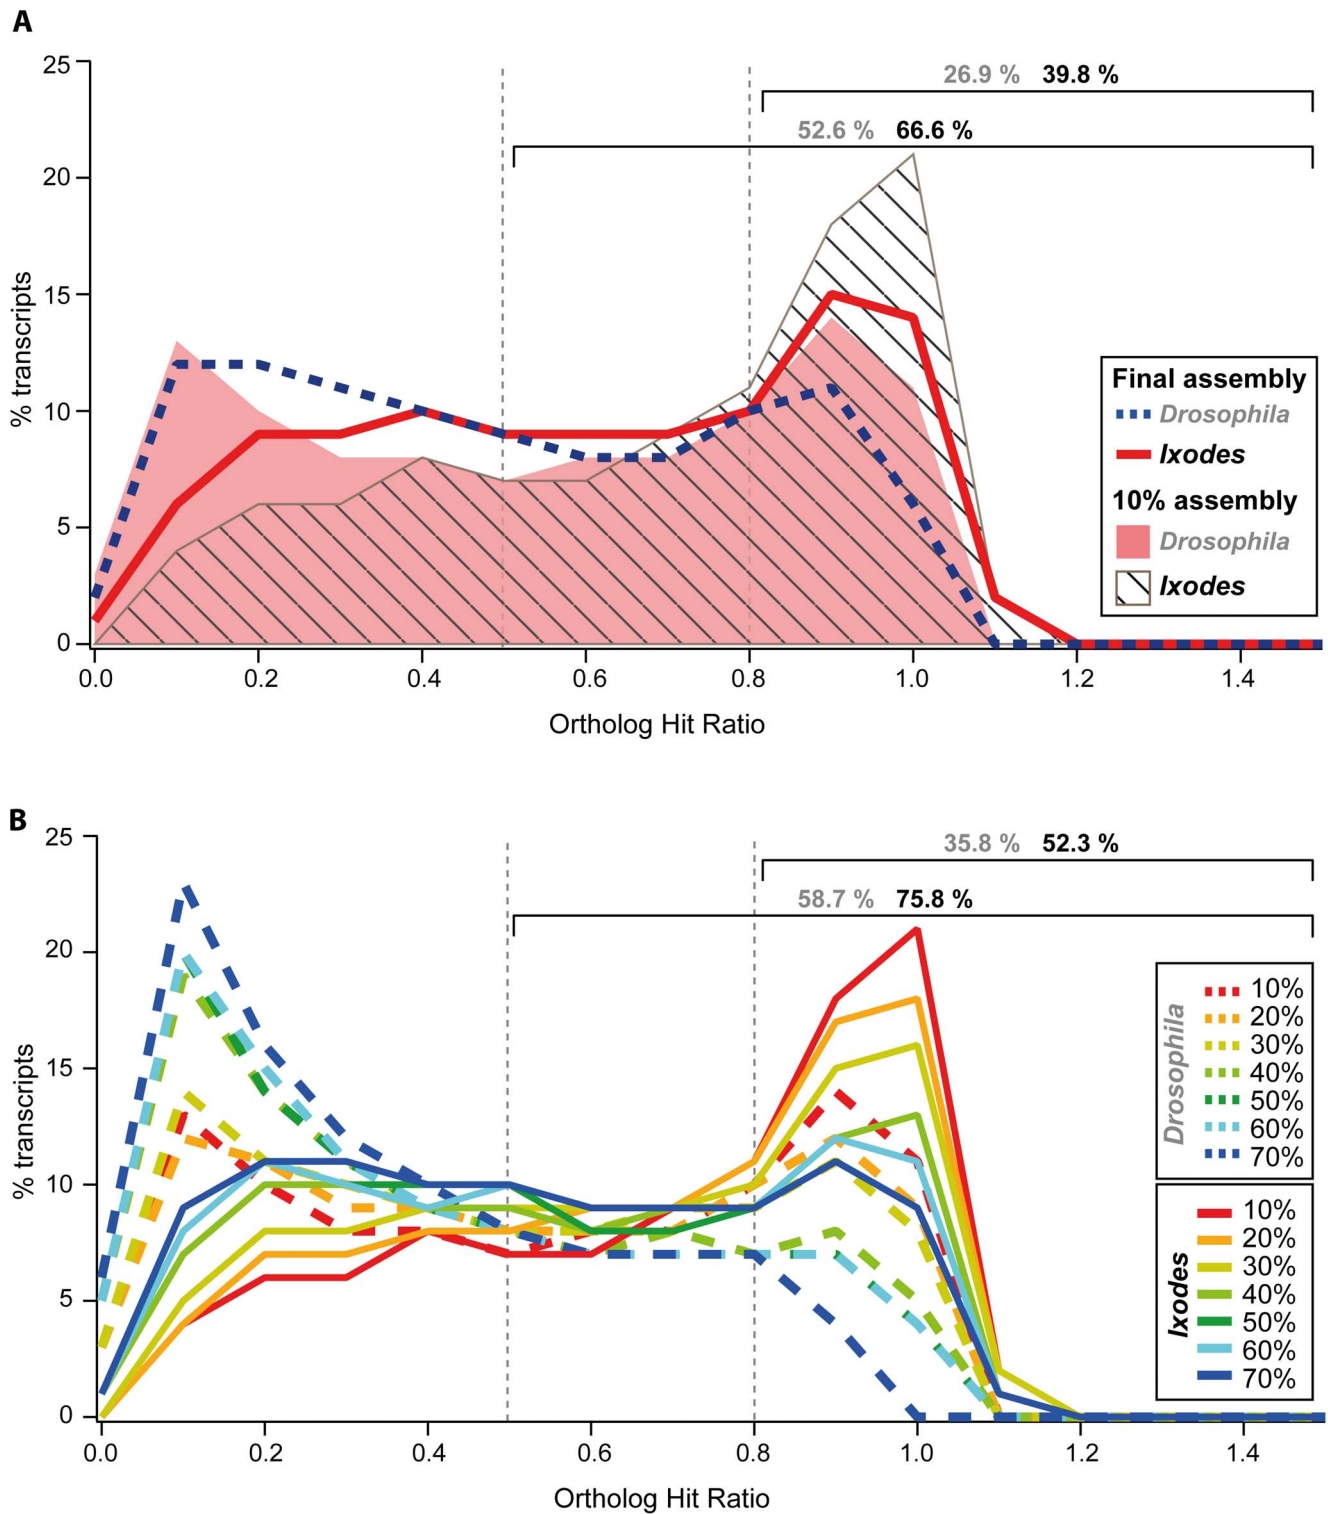 A
25
20
15
10
5
0
% transcripts
26.9 % 39.8 %
52.6 % 66.6 %
Final assembly
Drosophila
Ixodes
10% assembly
Drosophila
Ixodes
0.0 0.2 0.4 0.6 0.8 1.0 1.2 1.4
Ortholog Hit Ratio
B
25
20
15
10
5
0
% transcripts
35.8 % 52.3 %
58.7 % 75.8 %
Drosophila
10%
20%
30%
40%
50%
60%
70%
Ixodes
10%
20%
30%
40%
50%
60%
70%
0.0 0.2 0.4 0.6 0.8 1.0 1.2 1.4
Ortholog Hit Ratio